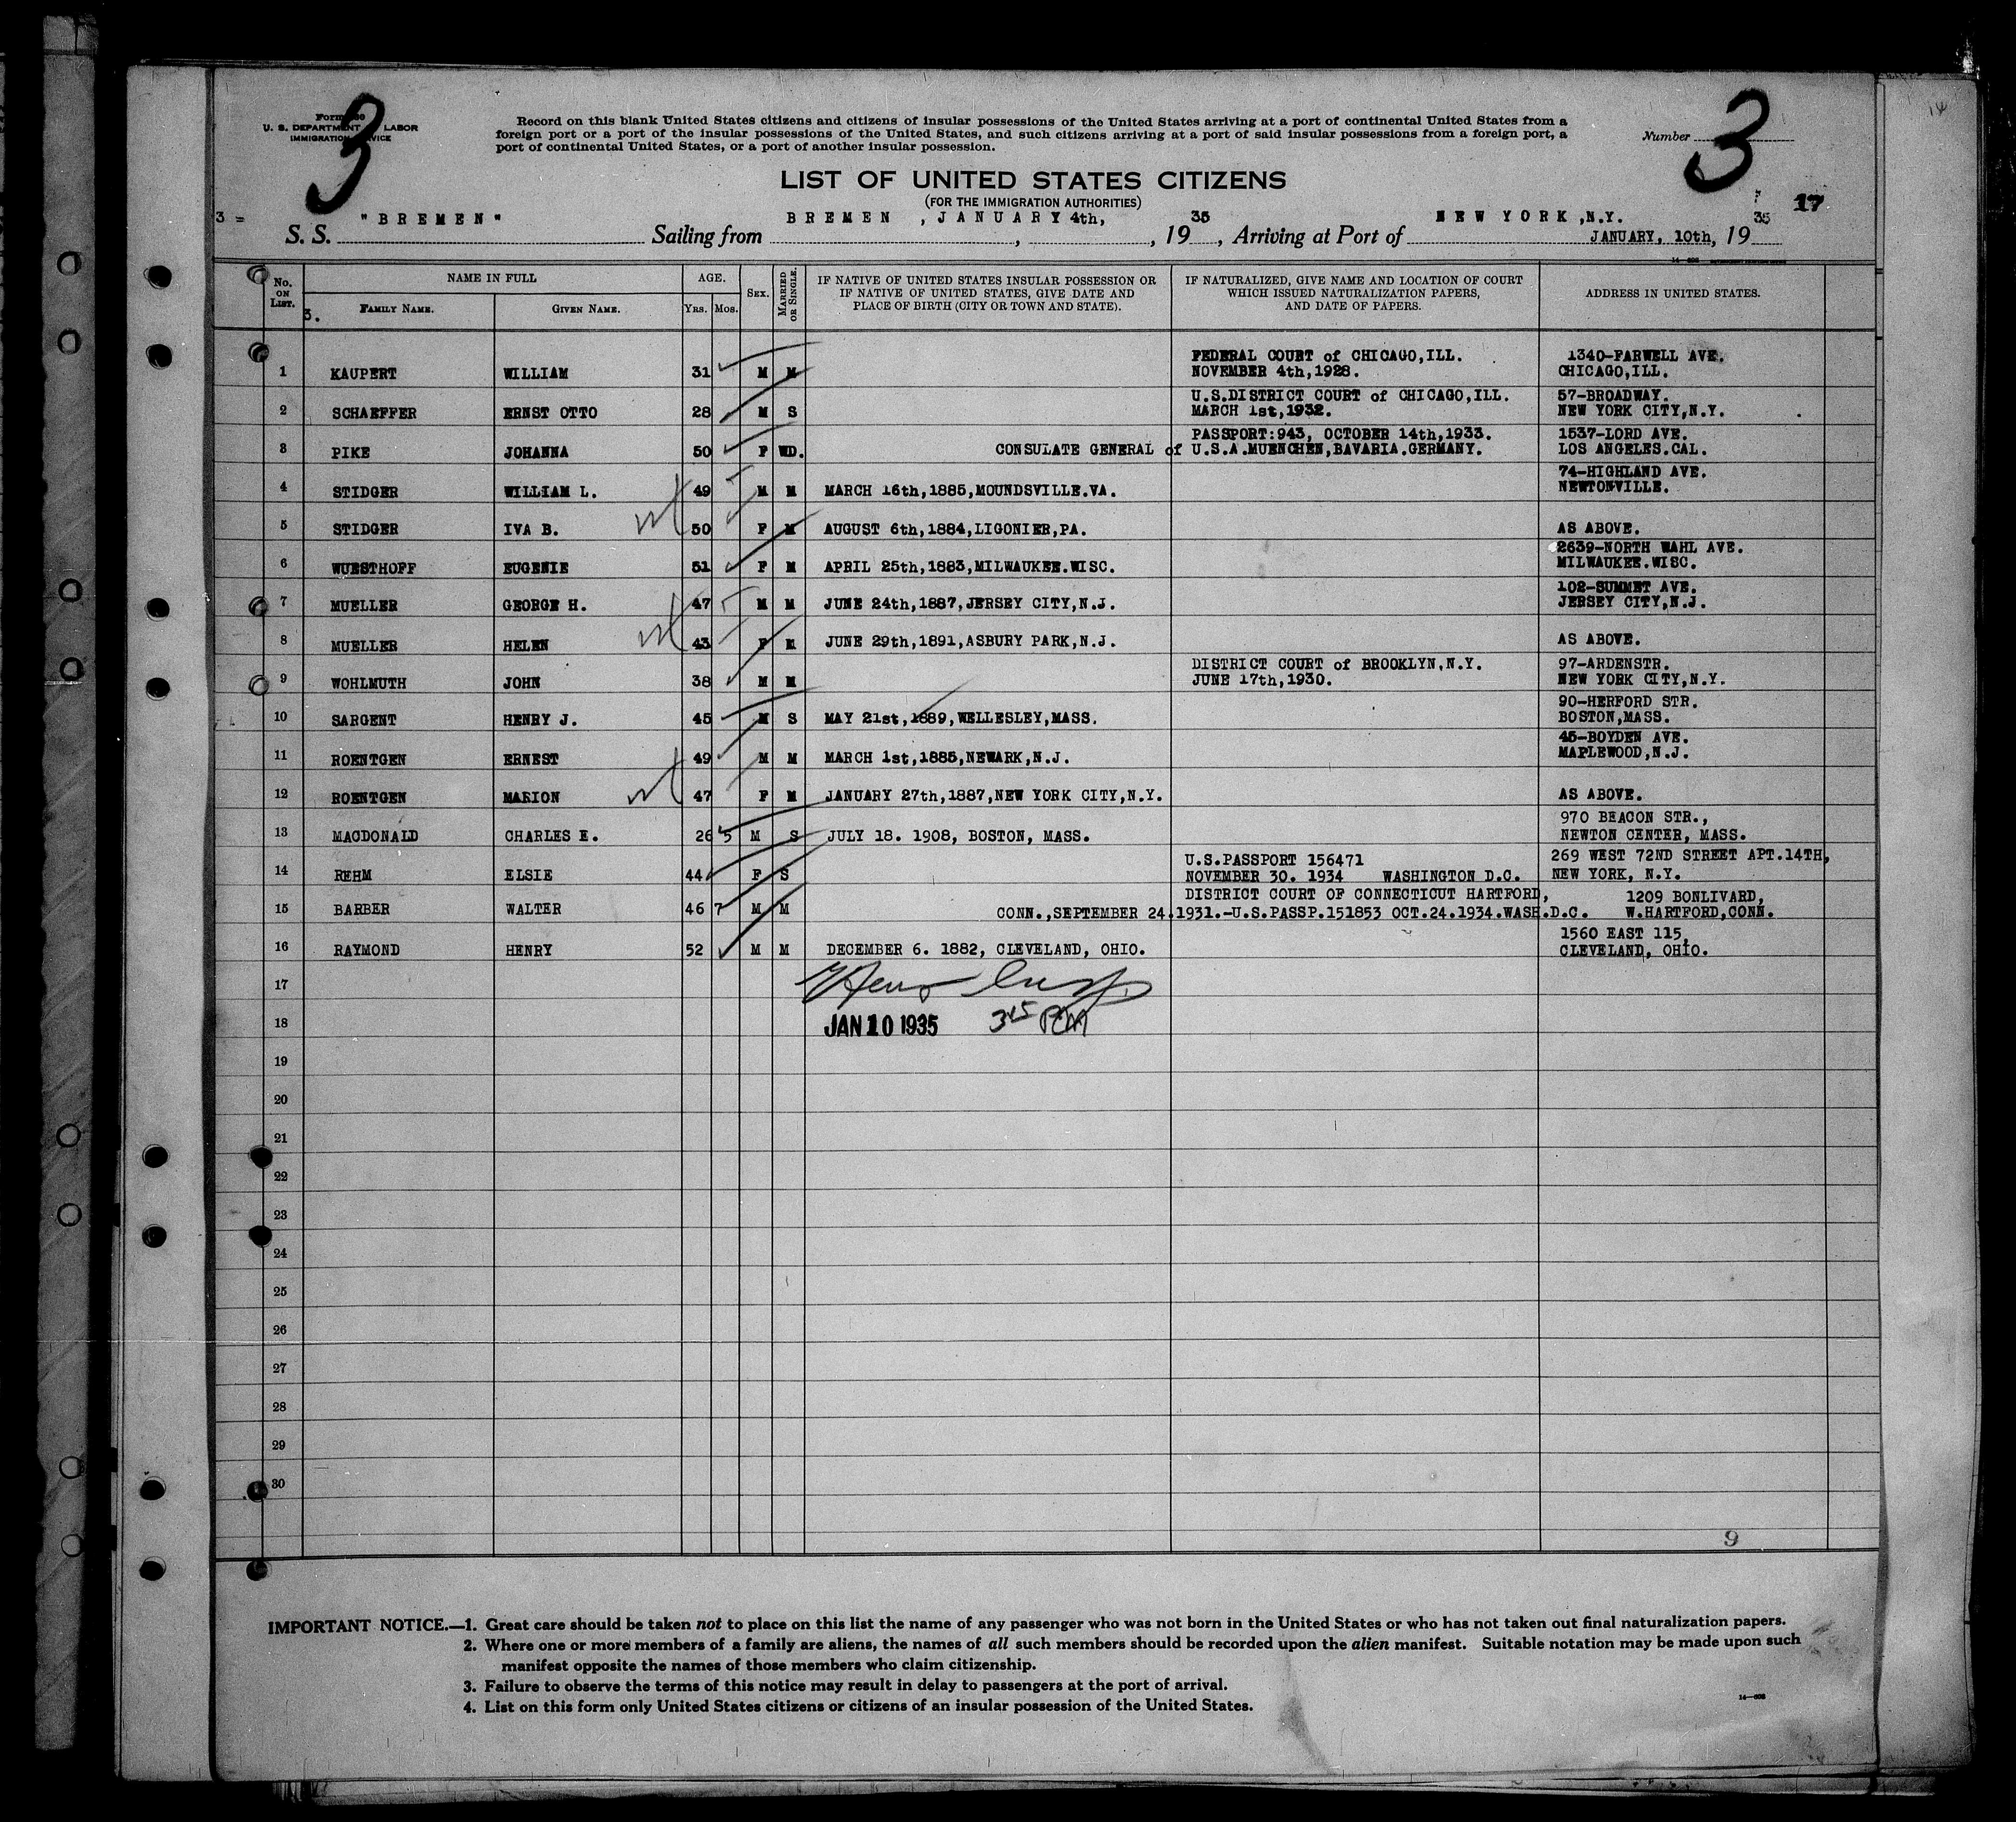 3
3
Form 
U. S. DEPARTMENT LABOR
IMMIGRATION SERVICE
Record on this blank United States citizens and citizens of insular possessions of the United States arriving at a port of continental United States from a
foreign port or a port of the insular possessions of the United States, and such citizens arriving at a port of said insular possessions from a foreign port, a
port of continental United States, or a port of another insular possession.
Number
LIST OF UNITED STATES CITIZENS
(FOR THE IMMIGRATION AUTHORITIES)
17
3 =
S. S. "BREMEN" Sailing from BREMEN, JANUARY 4th, 1935, Arriving at Port of NEW YORK, N.Y. JANUARY, 10th, 1935
No. ON LIST.
NAME IN FULL
FAMILY NAME. GIVEN NAME.
3.
AGE.
YRS. MOS.
SEX.
MARRIED OR SINGLE.
IF NATIVE OF UNITED STATES INSULAR POSSESSION OR
IF NATIVE OF UNITED STATES, GIVE DATE AND
PLACE OF BIRTH (CITY OR TOWN AND STATE).
IF NATURALIZED, GIVE NAME AND LOCATION OF COURT
WHICH ISSUED NATURALIZATION PAPERS,
AND DATE OF PAPERS.
ADDRESS IN UNITED STATES.
FEDERAL COURT of CHICAGO,ILL. 1340-FARWELL AVE.
1 KAUPERT WILLIAM 31 M M NOVEMBER 4th,1928. CHICAGO,ILL.
U.S.DISTRICT COURT of CHICAGO,ILL. 57-BROADWAY.
2 SCHAEFFER ERNST OTTO 28 M S MARCH 1st,1932. NEW YORK CITY,N.Y.
PASSPORT:943, OCTOBER 14th,1933. 1537-LORD AVE.
3 PIKE JOHANNA 50 F WD. CONSULATE GENERAL of U.S.A.MUENCHEN,BAVARIA.GERMANY. LOS ANGELES.CAL.
74-HIGHLAND AVE.
4 STIDGER WILLIAM L. 49 M M MARCH 16th,1885,MOUNDSVILLE.VA. NEWTONVILLE.
5 STIDGER IVA B. 50 F M AUGUST 6th,1884,LIGONIER,PA. AS ABOVE.
2639-NORTH WAHL AVE.
6 WUESTHOFF EUGENIE 51 F M APRIL 25th,1883,MILWAUKEE.WISC. MILWAUKEE.WISC.
102-SUMMET AVE.
7 MUELLER GEORGE H. 47 M M JUNE 24th,1887,JERSEY CITY,N.J. JERSEY CITY,N.J.
8 MUELLER HELEN 43 F M JUNE 29th,1891,ASBURY PARK,N.J. AS ABOVE.
DISTRICT COURT of BROOKLYN,N.Y. 97-ARDENSTR.
9 WOHLMUTH JOHN 38 M M JUNE 17th,1930. NEW YORK CITY,N.Y.
90-HERFORD STR.
10 SARGENT HENRY J. 45 M S MAY 21st,1889,WELLESLEY,MASS. BOSTON,MASS.
45-BOYDEN AVE.
11 ROENTGEN ERNEST 49 M M MARCH 1st,1885,NEWARK,N.J. MAPLEWOOD,N.J.
12 ROENTGEN MARION 47 F M JANUARY 27th,1887,NEW YORK CITY,N.Y. AS ABOVE.
970 BEACON STR.,
13 MACDONALD CHARLES E. 26 5 M S JULY 18. 1908, BOSTON, MASS. NEWTON CENTER, MASS.
U.S.PASSPORT 156471 269 WEST 72ND STREET APT.14TH,
14 REHM ELSIE 44 F S NOVEMBER 30. 1934 WASHINGTON D.C. NEW YORK, N.Y.
DISTRICT COURT OF CONNECTICUT HARTFORD, 1209 BONLIVARD,
15 BARBER WALTER 46 7 M M CONN.,SEPTEMBER 24.1931.-U.S.PASSP.151853 OCT.24.1934.WASH.D.C. W.HARTFORD,CONN.
1560 EAST 115,
16 RAYMOND HENRY 52 M M DECEMBER 6. 1882, CLEVELAND, OHIO. CLEVELAND, OHIO.
17
18 JAN 10 1935 3 15 PM
19
20
21
22
23
24
25
26
27
28
29
30
9
IMPORTANT NOTICE.—1. Great care should be taken not to place on this list the name of any passenger who was not born in the United States or who has not taken out final naturalization papers.
2. Where one or more members of a family are aliens, the names of all such members should be recorded upon the alien manifest. Suitable notation may be made upon such
manifest opposite the names of those members who claim citizenship.
3. Failure to observe the terms of this notice may result in delay to passengers at the port of arrival.
4. List on this form only United States citizens or citizens of an insular possession of the United States.
14—608